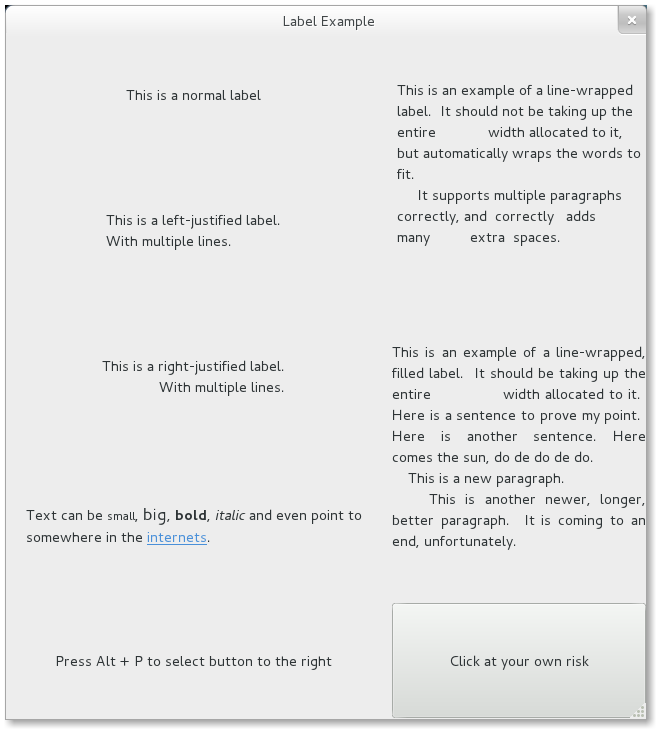 Label Example
This is a normal label
This is a left-justified label.
With multiple lines.
This is a right-justified label.
With multiple lines.
Text can be small, big, bold, italic and even point to
somewhere in the internets.
Press Alt + P to select button to the right
This is an example of a line-wrapped
label.  It should not be taking up the
entire             width allocated to it,
but automatically wraps the words to
fit.
     It supports multiple paragraphs
correctly, and  correctly   adds
many          extra  spaces.
This is an example of a line-wrapped,
filled label.  It should be taking up the
entire              width allocated to it.
Here is a sentence to prove my point.
Here is another sentence. Here
comes the sun, do de do de do.
    This is a new paragraph.
    This is another newer, longer,
better paragraph.  It is coming to an
end, unfortunately.
Click at your own risk